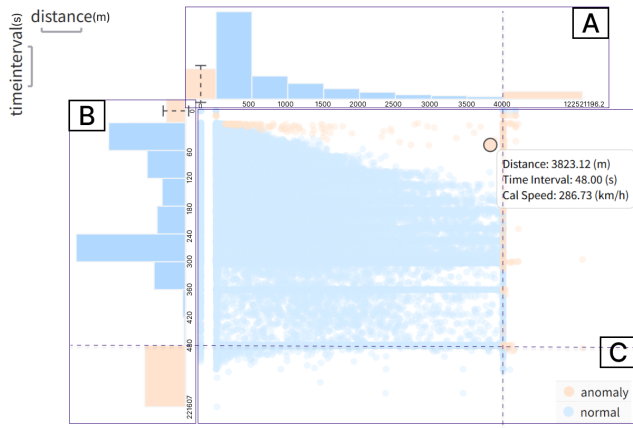 distance(m)
timeinterval(s)
A
500 1000 1500 2000 2500 3000 3500 4000 122521196.2
B
0
60
120
180
240
300
360
420
480
221607
Distance: 3823.12 (m)
Time Interval: 48.00 (s)
Cal Speed: 286.73 (km/h)
C
anomaly
normal